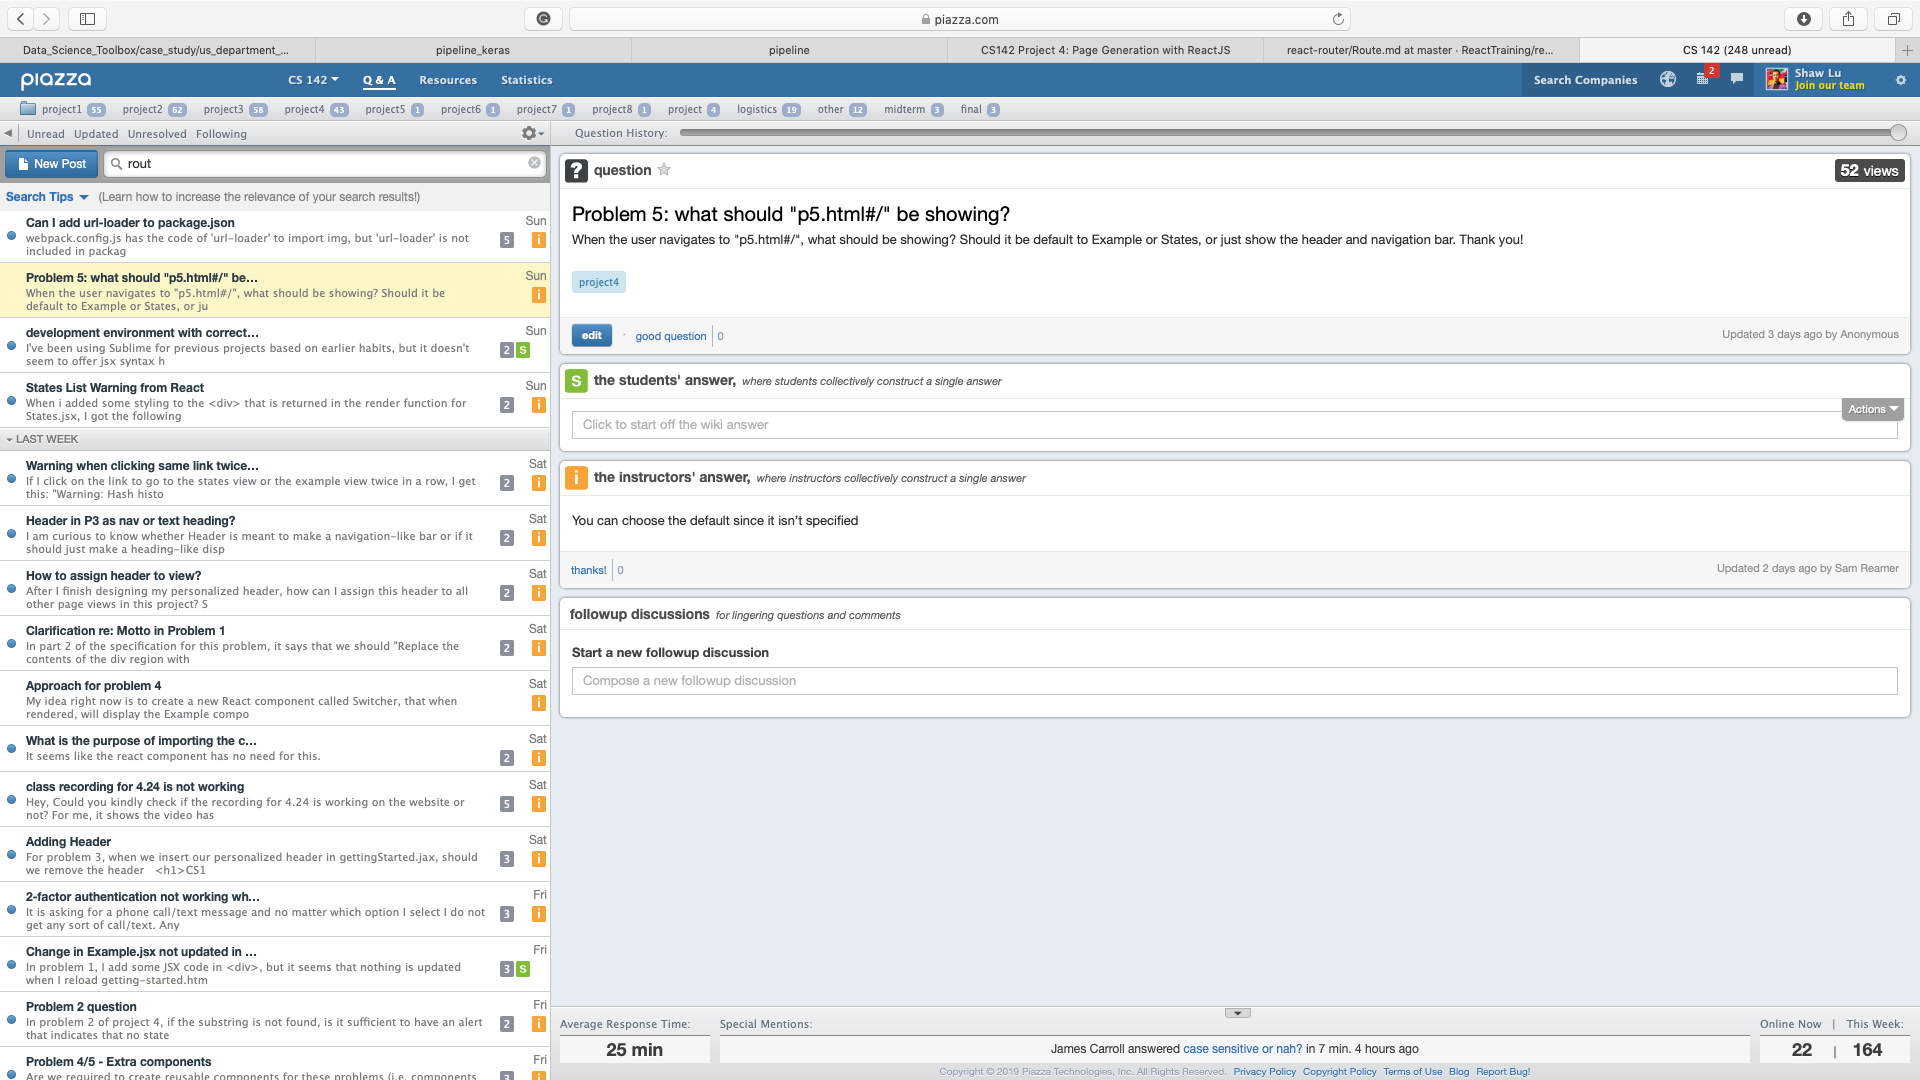 piazza.com
Data_Science_Toolbox/case_study/us_department_...
pipeline_keras
pipeline
CS142 Project 4: Page Generation with ReactJS
react-router/Route.md at master · ReactTraining/re...
CS 142 (248 unread)
piazza
CS 142
Q & A
Resources
Statistics
Search Companies
2
Shaw Lu
Join our team
project1 55 project2 62 project3 58 project4 43 project5 1 project6 1 project7 1 project8 1 project 4 logistics 19 other 12 midterm 3 final 3
Unread Updated Unresolved Following
Question History:
New Post
rout
Search Tips (Learn how to increase the relevance of your search results!)
Can I add url-loader to package.json Sun
webpack.config.js has the code of 'url-loader' to import img, but 'url-loader' is not
included in packag
5 i
Problem 5: what should "p5.html#/" be... Sun
When the user navigates to "p5.html#/", what should be showing? Should it be
default to Example or States, or ju
i
development environment with correct... Sun
I've been using Sublime for previous projects based on earlier habits, but it doesn't
seem to offer jsx syntax h
2 S
States List Warning from React Sun
When i added some styling to the <div> that is returned in the render function for
States.jsx, I got the following
2 i
LAST WEEK
Warning when clicking same link twice... Sat
If I click on the link to go to the states view or the example view twice in a row, I get
this: "Warning: Hash histo
2 i
Header in P3 as nav or text heading? Sat
I am curious to know whether Header is meant to make a navigation-like bar or if it
should just make a heading-like disp
2 i
How to assign header to view? Sat
After I finish designing my personalized header, how can I assign this header to all
other page views in this project? S
2 i
Clarification re: Motto in Problem 1 Sat
In part 2 of the specification for this problem, it says that we should "Replace the
contents of the div region with
2 i
Approach for problem 4 Sat
My idea right now is to create a new React component called Switcher, that when
rendered, will display the Example compo
i
What is the purpose of importing the c... Sat
It seems like the react component has no need for this.
2 i
class recording for 4.24 is not working Sat
Hey, Could you kindly check if the recording for 4.24 is working on the website or
not? For me, it shows the video has
5 i
Adding Header Sat
For problem 3, when we insert our personalized header in gettingStarted.jax, should
we remove the header <h1>CS1
3 i
2-factor authentication not working wh... Fri
It is asking for a phone call/text message and no matter which option I select I do not
get any sort of call/text. Any
3 i
Change in Example.jsx not updated in ... Fri
In problem 1, I add some JSX code in <div>, but it seems that nothing is updated
when I reload getting-started.htm
3 S
Problem 2 question Fri
In problem 2 of project 4, if the substring is not found, is it sufficient to have an alert
that indicates that no state
2 i
Problem 4/5 - Extra components Fri
Are we required to create reusable components for these problems (i.e. components
3 i
? question
52 views
Problem 5: what should "p5.html#/" be showing?
When the user navigates to "p5.html#/", what should be showing? Should it be default to Example or States, or just show the header and navigation bar. Thank you!
project4
edit · good question 0
Updated 3 days ago by Anonymous
S the students' answer, where students collectively construct a single answer
Actions
Click to start off the wiki answer
i the instructors' answer, where instructors collectively construct a single answer
You can choose the default since it isn't specified
thanks! 0
Updated 2 days ago by Sam Reamer
followup discussions for lingering questions and comments
Start a new followup discussion
Compose a new followup discussion
Average Response Time:
25 min
Special Mentions:
James Carroll answered case sensitive or nah? in 7 min. 4 hours ago
Online Now | This Week:
22 | 164
Copyright © 2019 Piazza Technologies, Inc. All Rights Reserved. Privacy Policy Copyright Policy Terms of Use Blog Report Bug!